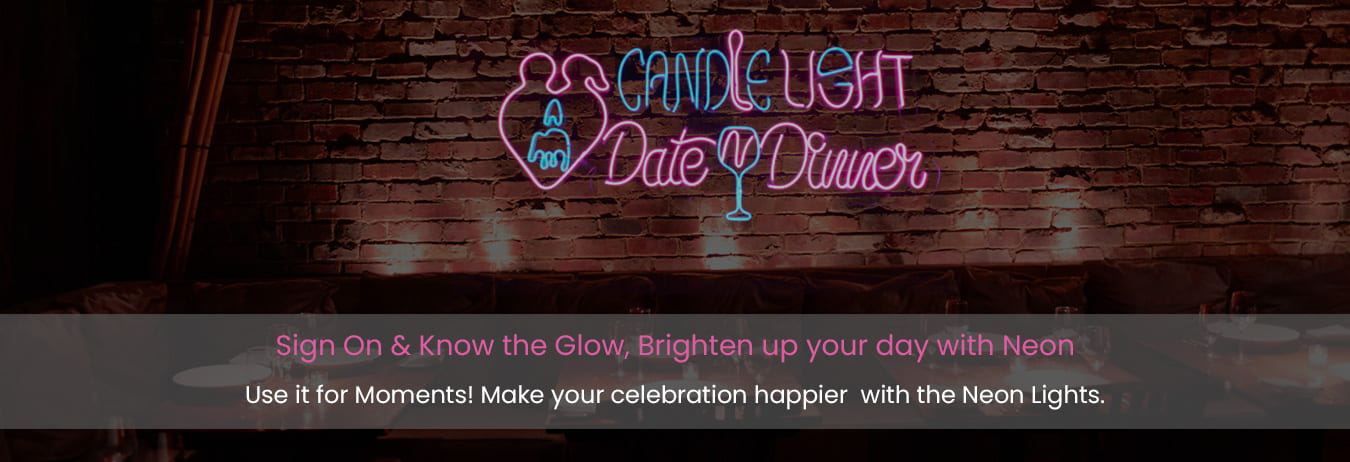 CANDLE LIGHT
Date N Dinner
Sign On & Know the Glow, Brighten up your day with Neon
Use it for Moments! Make your celebration happier  with the Neon Lights.